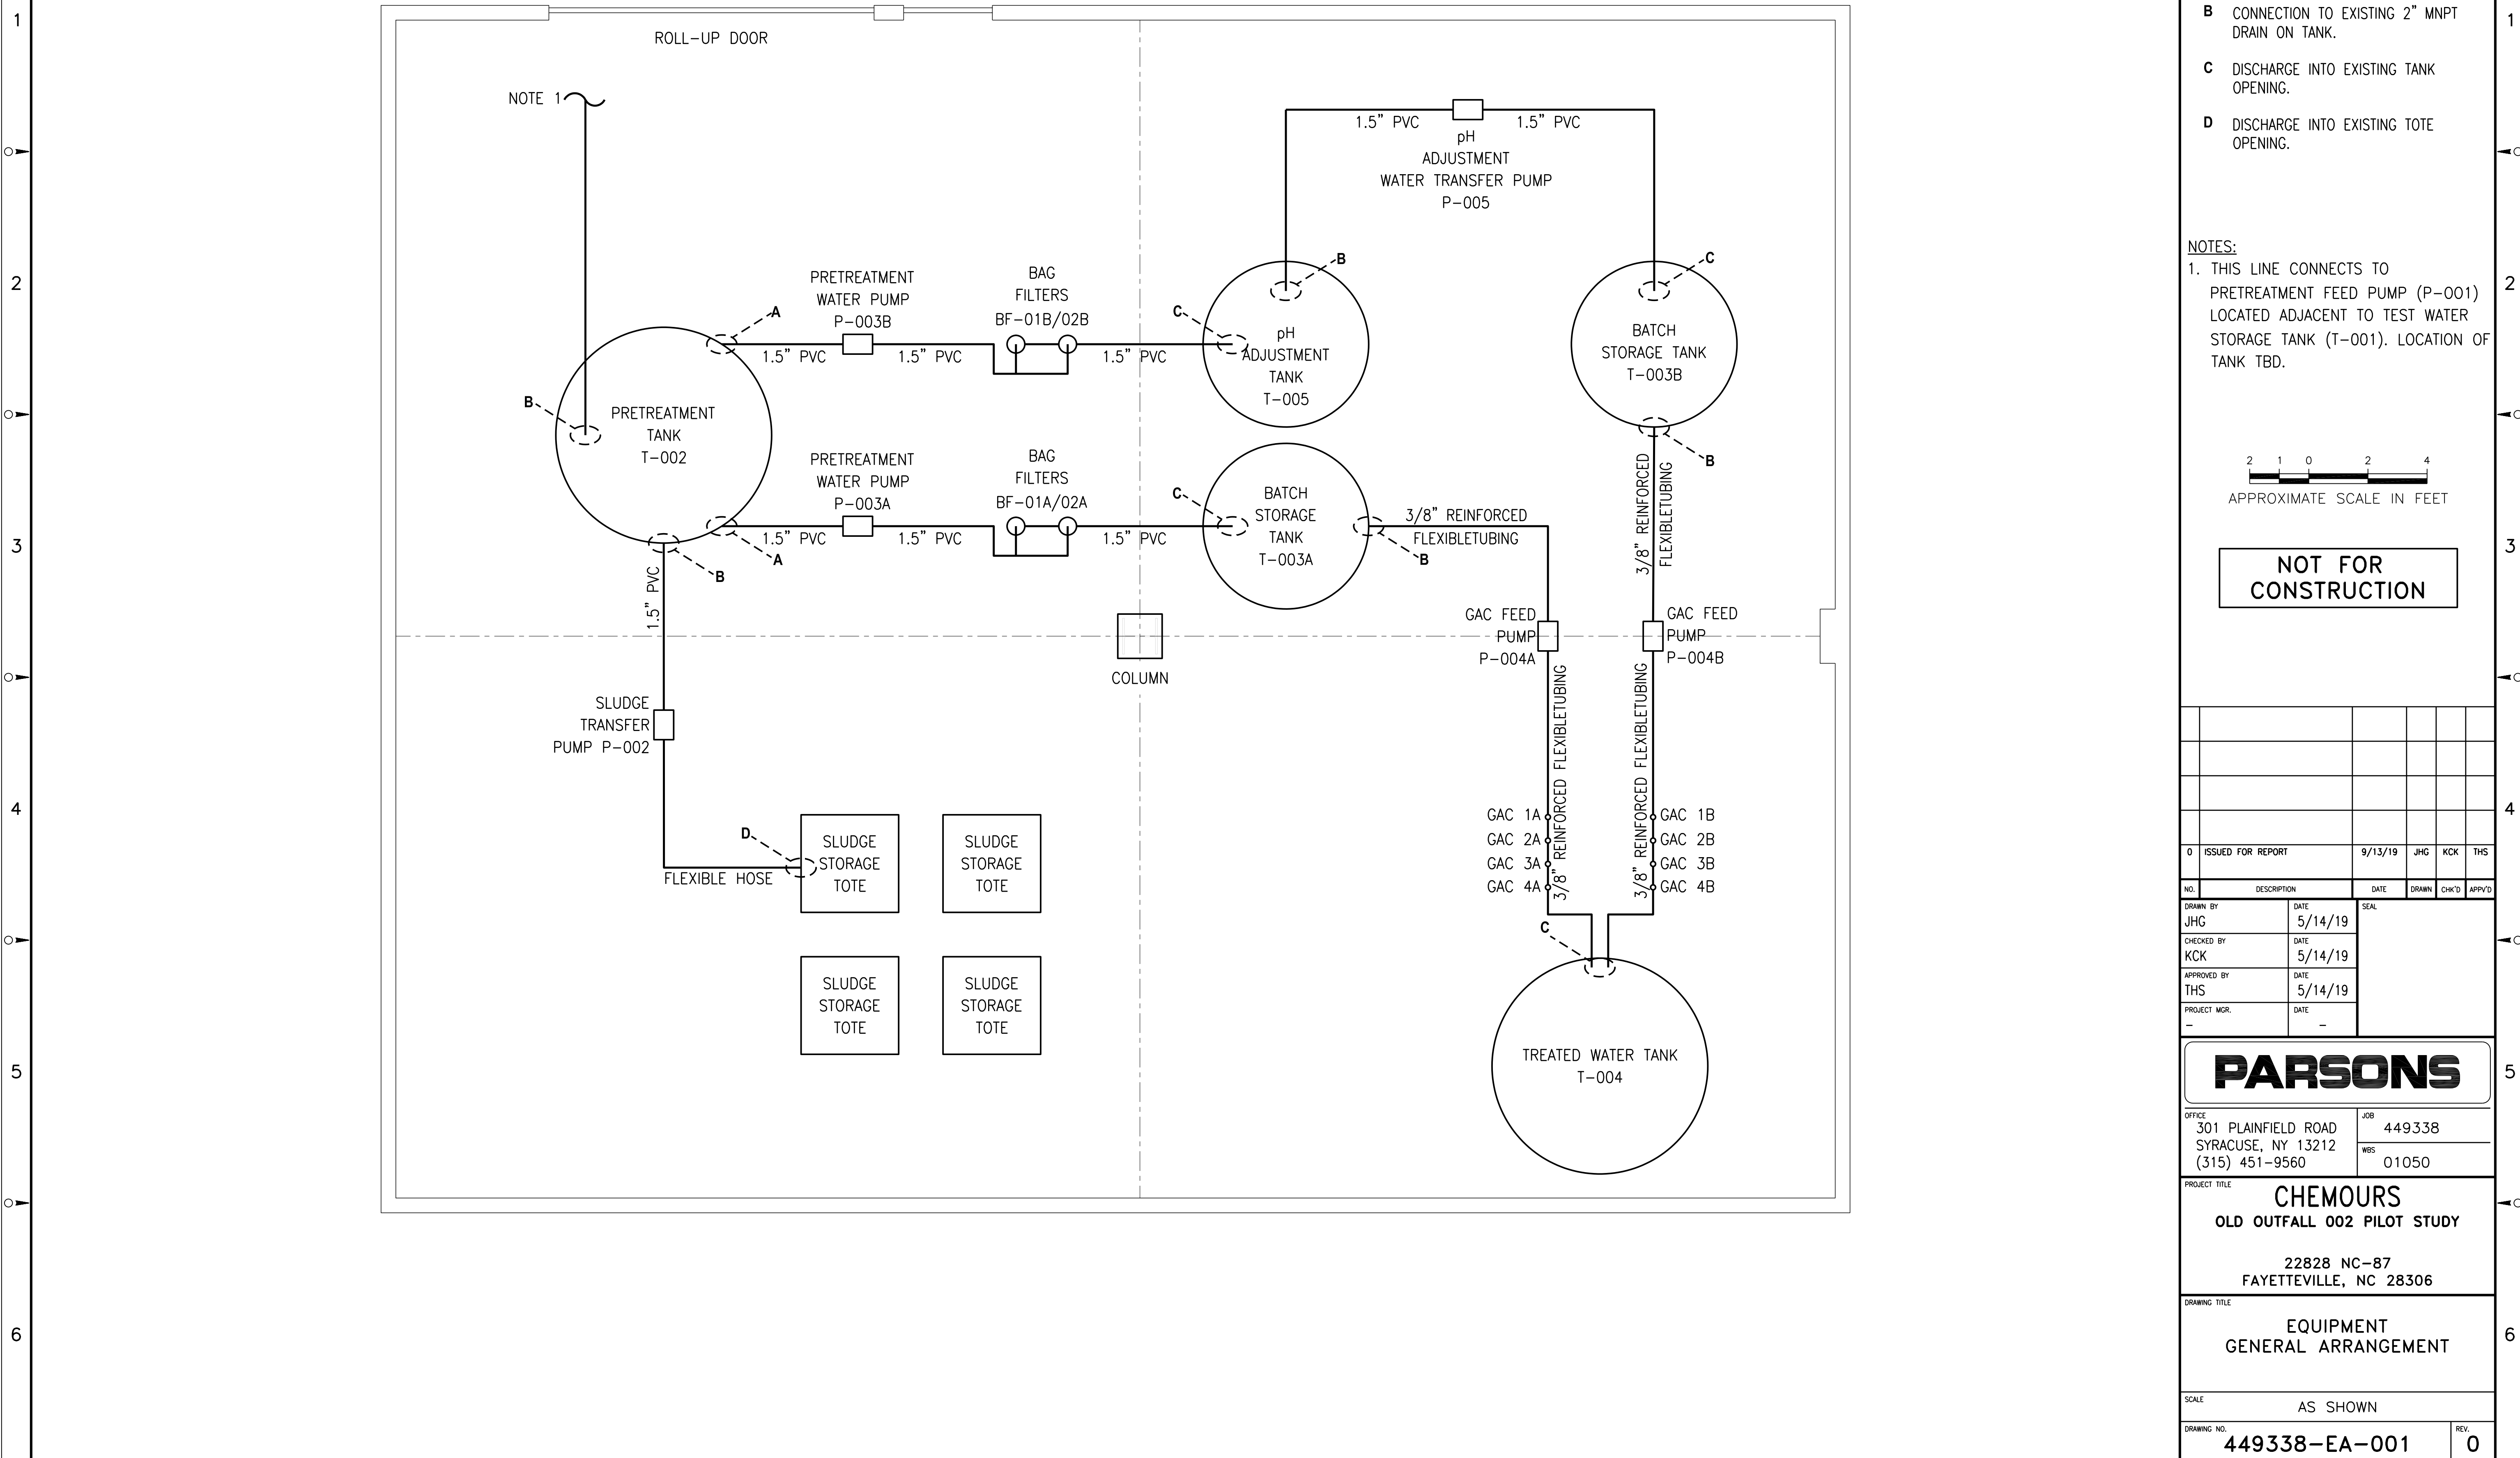 1
2
3
4
5
6
ROLL-UP DOOR
NOTE 1
1.5" PVC
1.5" PVC
pH
ADJUSTMENT
WATER TRANSFER PUMP
P-005
PRETREATMENT
WATER PUMP
P-003B
BAG
FILTERS
BF-01B/02B
A
1.5" PVC
1.5" PVC
1.5" PVC
C
B
pH
ADJUSTMENT
TANK
T-005
C
BATCH
STORAGE TANK
T-003B
B
B
PRETREATMENT
TANK
T-002
PRETREATMENT
WATER PUMP
P-003A
BAG
FILTERS
BF-01A/02A
A
B
1.5" PVC
1.5" PVC
1.5" PVC
C
BATCH
STORAGE
TANK
T-003A
3/8" REINFORCED
FLEXIBLETUBING
B
3/8" REINFORCED
FLEXIBLETUBING
1.5" PVC
GAC FEED
PUMP
P-004A
GAC FEED
PUMP
P-004B
COLUMN
SLUDGE
TRANSFER
PUMP P-002
3/8" REINFORCED FLEXIBLETUBING
3/8" REINFORCED FLEXIBLETUBING
GAC 1A
GAC 2A
GAC 3A
GAC 4A
GAC 1B
GAC 2B
GAC 3B
GAC 4B
D
FLEXIBLE HOSE
SLUDGE
STORAGE
TOTE
SLUDGE
STORAGE
TOTE
SLUDGE
STORAGE
TOTE
SLUDGE
STORAGE
TOTE
C
TREATED WATER TANK
T-004
B CONNECTION TO EXISTING 2" MNPT
DRAIN ON TANK.
C DISCHARGE INTO EXISTING TANK
OPENING.
D DISCHARGE INTO EXISTING TOTE
OPENING.
NOTES:
1. THIS LINE CONNECTS TO
PRETREATMENT FEED PUMP (P-001)
LOCATED ADJACENT TO TEST WATER
STORAGE TANK (T-001). LOCATION OF
TANK TBD.
2 1 0 2 4
APPROXIMATE SCALE IN FEET
NOT FOR
CONSTRUCTION
0 ISSUED FOR REPORT 9/13/19 JHG KCK THS
NO. DESCRIPTION DATE DRAWN CHK'D APPV'D
DRAWN BY DATE SEAL
JHG 5/14/19
CHECKED BY DATE
KCK 5/14/19
APPROVED BY DATE
THS 5/14/19
PROJECT MGR. DATE
- -
PARSONS
OFFICE
301 PLAINFIELD ROAD
SYRACUSE, NY 13212
(315) 451-9560
JOB
449338
WBS
01050
PROJECT TITLE
CHEMOURS
OLD OUTFALL 002 PILOT STUDY
22828 NC-87
FAYETTEVILLE, NC 28306
DRAWING TITLE
EQUIPMENT
GENERAL ARRANGEMENT
SCALE
AS SHOWN
DRAWING NO.
449338-EA-001
REV.
0
1
2
3
4
5
6